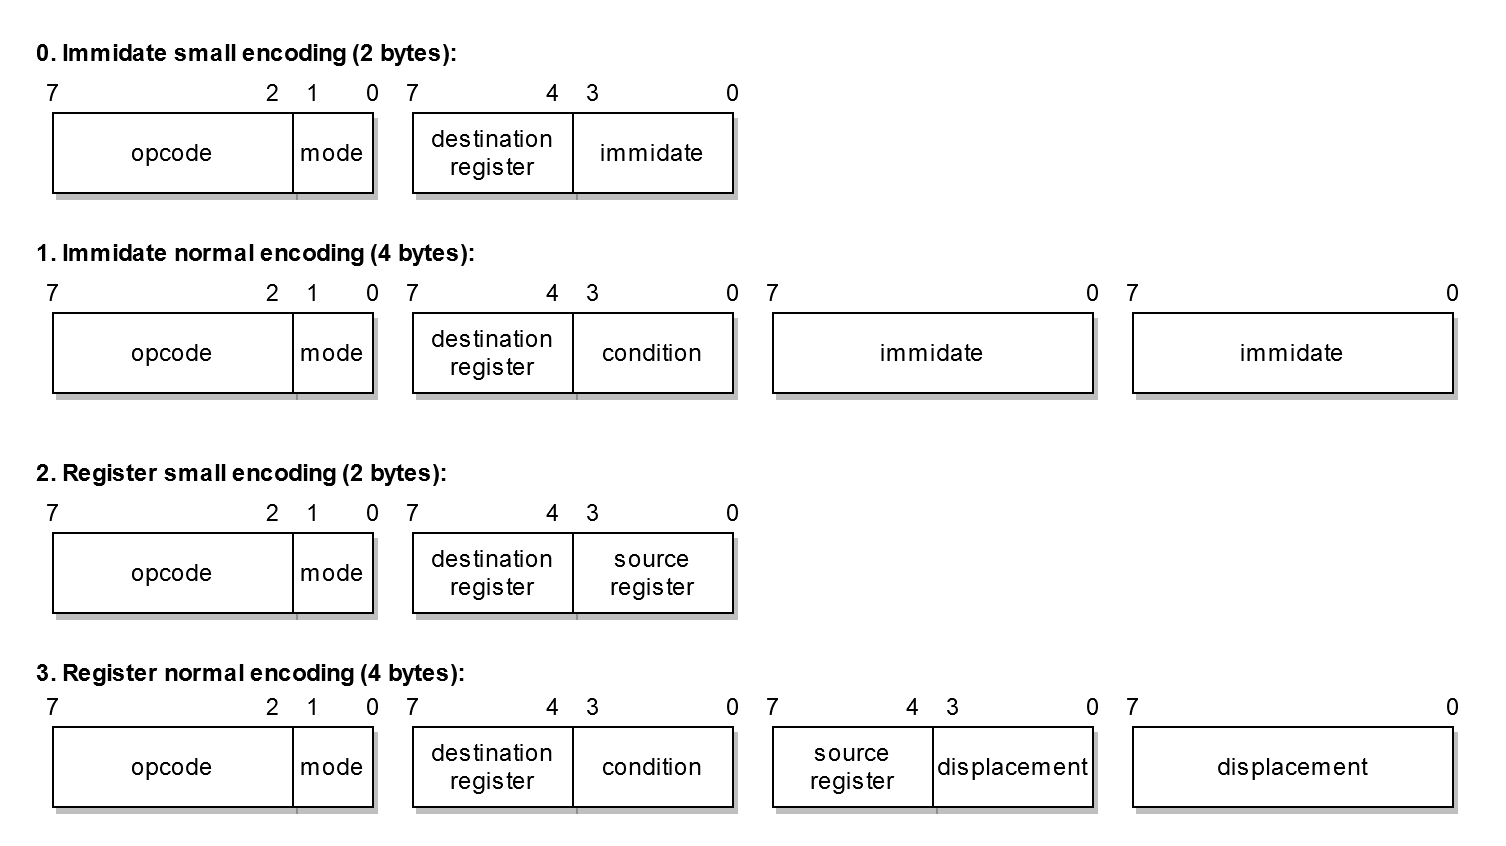 0. Immidate small encoding (2 bytes):
7 2 1 0 7 4 3 0
opcode mode destination register immidate
1. Immidate normal encoding (4 bytes):
7 2 1 0 7 4 3 0 7 0 7 0
opcode mode destination register condition immidate immidate
2. Register small encoding (2 bytes):
7 2 1 0 7 4 3 0
opcode mode destination register source register
3. Register normal encoding (4 bytes):
7 2 1 0 7 4 3 0 7 4 3 0 7 0
opcode mode destination register condition source register displacement displacement